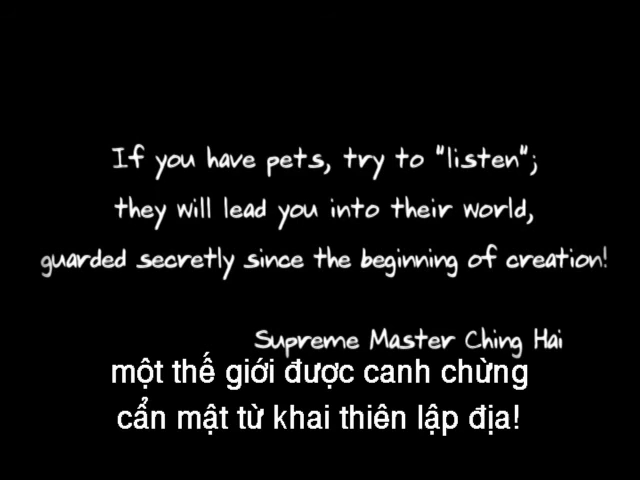 If you have pets, try to "listen";
they will lead you into their world,
guarded secretly since the beginning of creation!
Supreme Master Ching Hai
một thế giới được canh chừng
cẩn mật từ khai thiên lập địa!